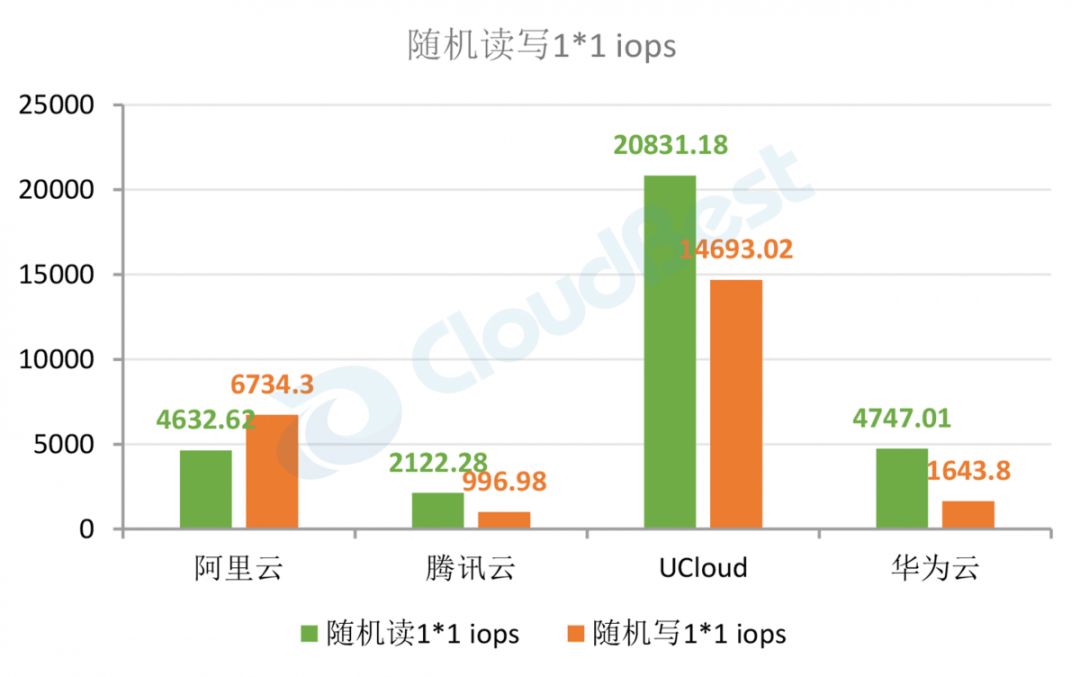 随机读写1*1 iops
25000
20000
15000
10000
5000
0
4632.62
6734.3
2122.28
996.98
20831.18
14693.02
4747.01
1643.8
CloudBest
阿里云
腾讯云
UCloud
华为云
随机读1*1 iops
随机写1*1 iops